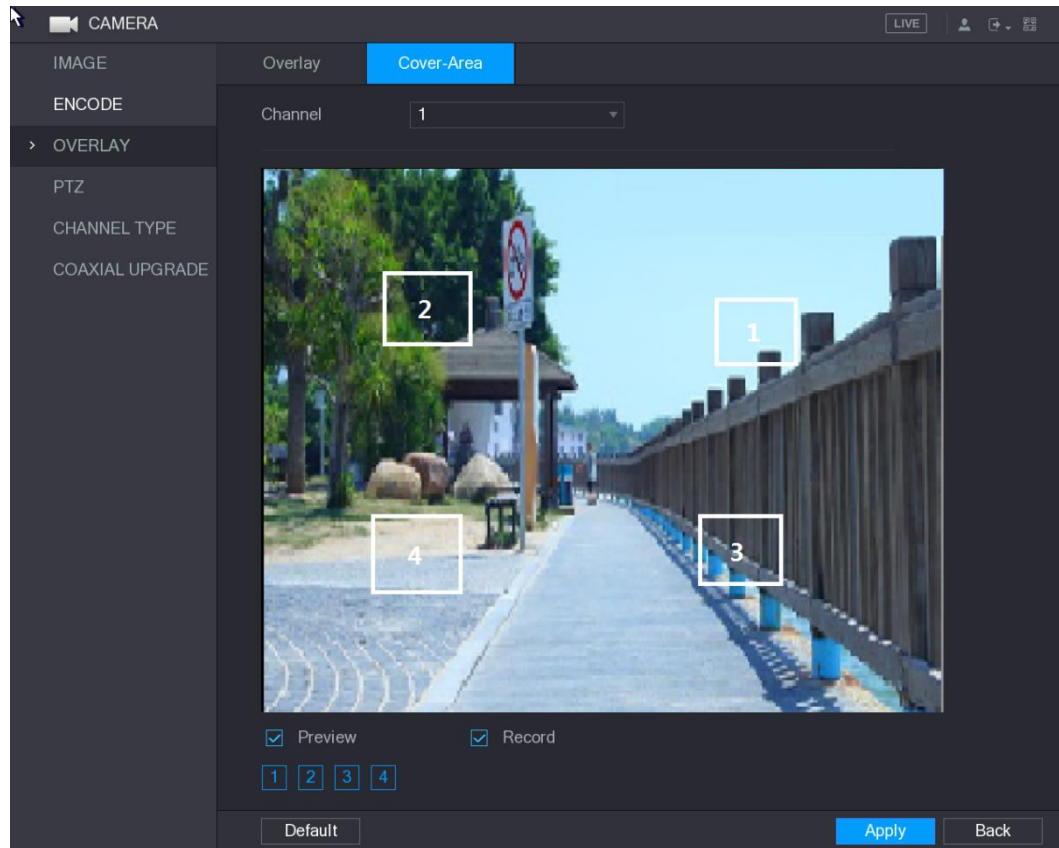 CAMERA LIVE
IMAGE
ENCODE
OVERLAY
PTZ
CHANNEL TYPE
COAXIAL UPGRADE
Overlay Cover-Area
Channel 1
2 1
4 3
Preview Record
1 2 3 4
Default Apply Back